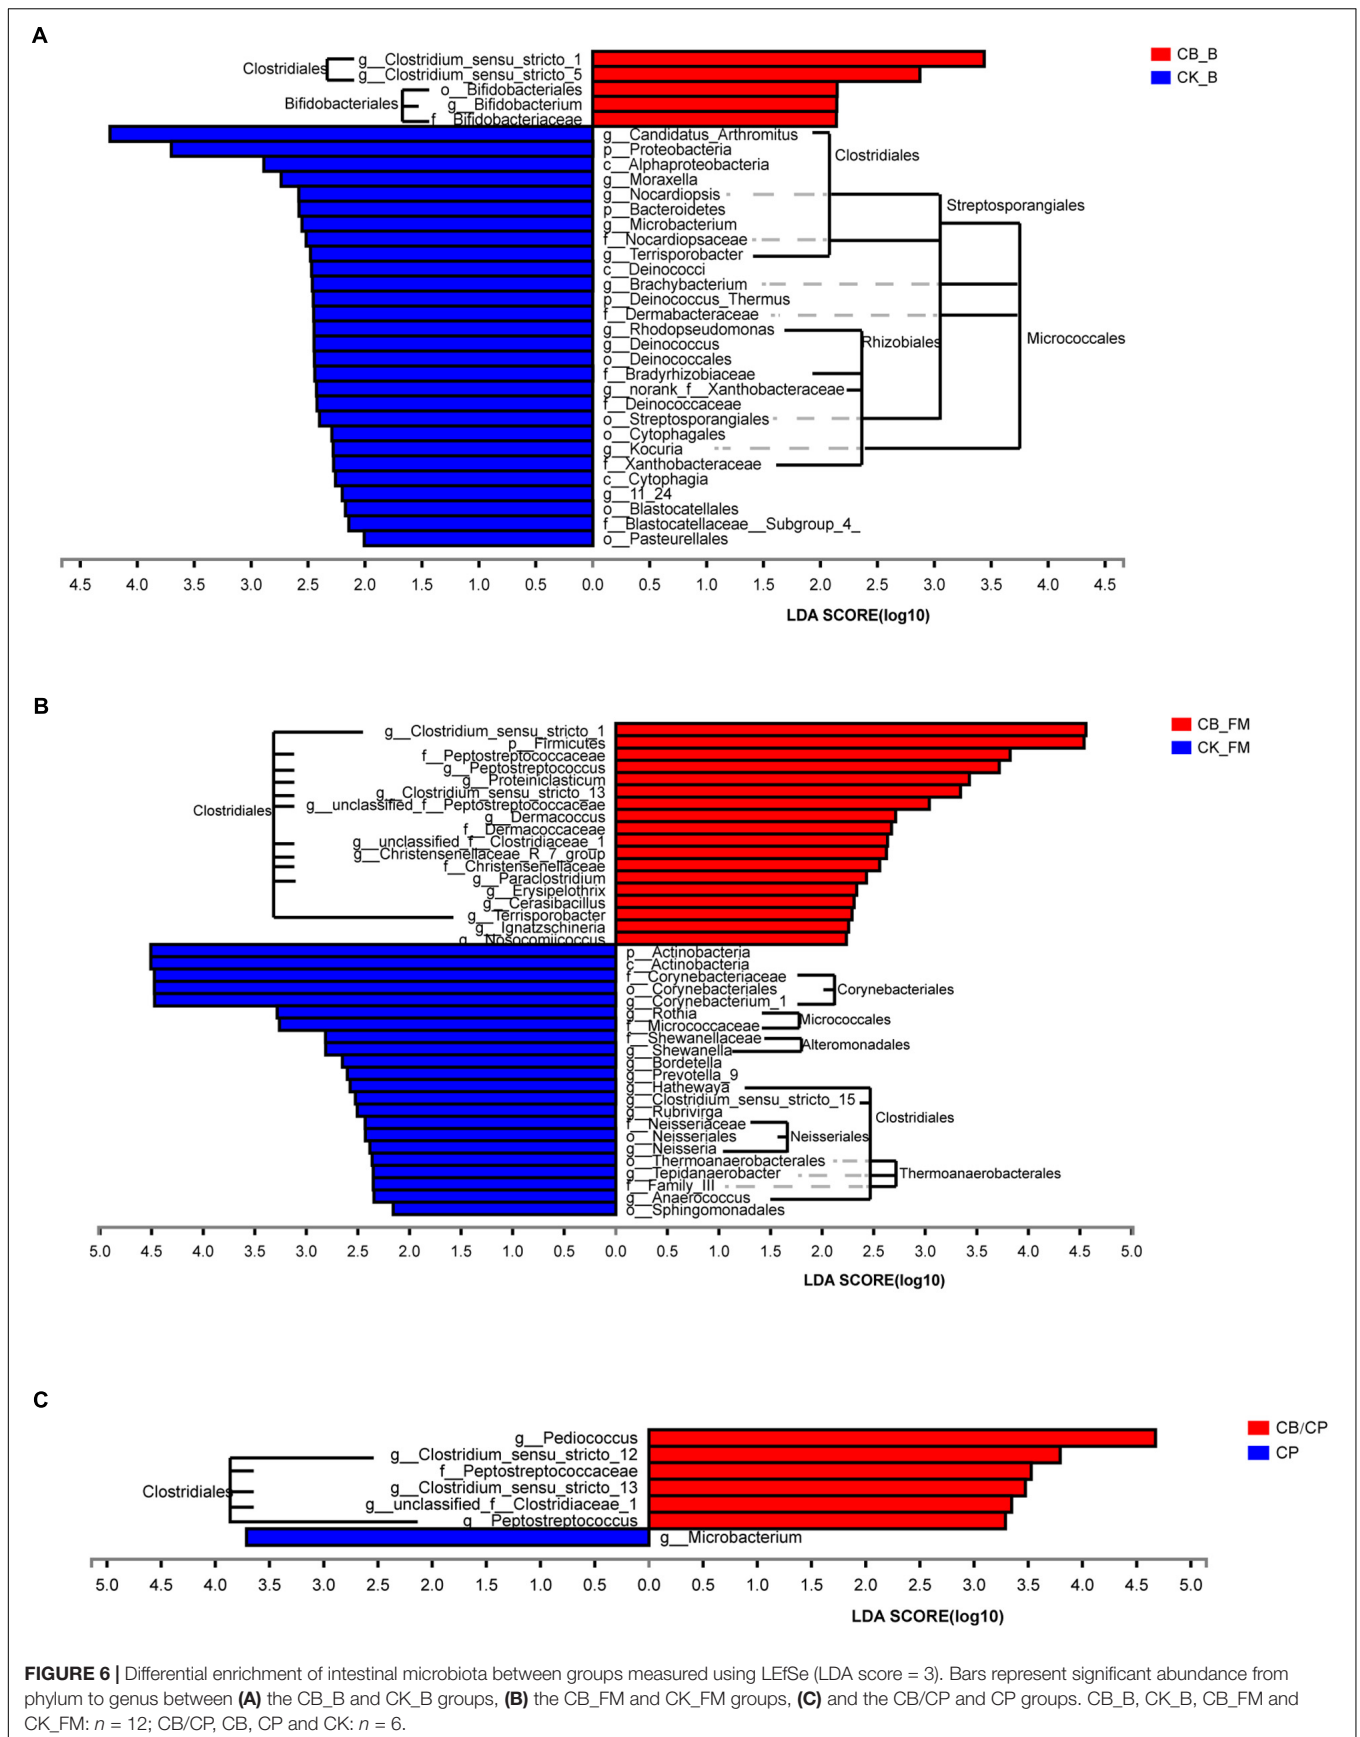 A
CB_B
CK_B
Clostridiales
g__Clostridium_sensu_stricto_1
g__Clostridium_sensu_stricto_5
Bifidobacteriales
o__Bifidobacteriales
g__Bifidobacterium
f__Bifidobacteriaceae
g__Candidatus_Arthromitus
p__Proteobacteria
c__Alphaproteobacteria
g__Moraxella
g__Nocardiopsis
p__Bacteroidetes
g__Microbacterium
f__Nocardiopsaceae
g__Terrisporobacter
c__Deinococci
g__Brachybacterium
p__Deinococcus_Thermus
f__Dermabacteraceae
g__Rhodopseudomonas
g__Deinococcus
o__Deinococcales
f__Bradyrhizobiaceae
g__norank_f__Xanthobacteraceae
f__Deinococcaceae
o__Streptosporangiales
o__Cytophagales
g__Kocuria
f__Xanthobacteraceae
c__Cytophagia
g__11_24
o__Blastocatellales
f__Blastocatellaceae__Subgroup_4_
o__Pasteurellales
Clostridiales
Streptosporangiales
Rhizobiales
Micrococcales
4.5 4.0 3.5 3.0 2.5 2.0 1.5 1.0 0.5 0.0 0.5 1.0 1.5 2.0 2.5 3.0 3.5 4.0 4.5
LDA SCORE(log10)
B
CB_FM
CK_FM
Clostridiales
g__Clostridium_sensu_stricto_1
p__Firmicutes
f__Peptostreptococcaceae
g__Peptostreptococcus
g__Proteiniclasticum
g__Clostridium_sensu_stricto_13
g__unclassified_f__Peptostreptococcaceae
g__Dermacoccus
f__Dermacoccaceae
g__unclassified_f__Clostridiaceae_1
g__Christensenellaceae_R_7_group
f__Christensenellaceae
g__Paraclostridium
g__Erysipelothrix
g__Cerasibacillus
g__Terrisporobacter
g__Ignatzschineria
g__Nosocomiicoccus
p__Actinobacteria
c__Actinobacteria
f__Corynebacteriaceae
o__Corynebacteriales
g__Corynebacterium_1
g__Rothia
f__Micrococcaceae
f__Shewanellaceae
g__Shewanella
g__Bordetella
g__Prevotella_9
g__Hathewaya
g__Clostridium_sensu_stricto_15
g__Rubrivirga
f__Neisseriaceae
o__Neisseriales
g__Neisseria
o__Thermoanaerobacterales
g__Tepidanaerobacter
f__Family_III
g__Anaerococcus
o__Sphingomonadales
Corynebacteriales
Micrococcales
Alteromonadales
Clostridiales
Neisseriales
Thermoanaerobacterales
5.0 4.5 4.0 3.5 3.0 2.5 2.0 1.5 1.0 0.5 0.0 0.5 1.0 1.5 2.0 2.5 3.0 3.5 4.0 4.5 5.0
LDA SCORE(log10)
C
CB/CP
CP
Clostridiales
g__Pediococcus
g__Clostridium_sensu_stricto_12
f__Peptostreptococcaceae
g__Clostridium_sensu_stricto_13
g__unclassified_f__Clostridiaceae_1
g__Peptostreptococcus
g__Microbacterium
5.0 4.5 4.0 3.5 3.0 2.5 2.0 1.5 1.0 0.5 0.0 0.5 1.0 1.5 2.0 2.5 3.0 3.5 4.0 4.5 5.0
LDA SCORE(log10)
FIGURE 6 | Differential enrichment of intestinal microbiota between groups measured using LEfSe (LDA score = 3). Bars represent significant abundance from
phylum to genus between (A) the CB_B and CK_B groups, (B) the CB_FM and CK_FM groups, (C) and the CB/CP and CP groups. CB_B, CK_B, CB_FM and
CK_FM: n = 12; CB/CP, CB, CP and CK: n = 6.